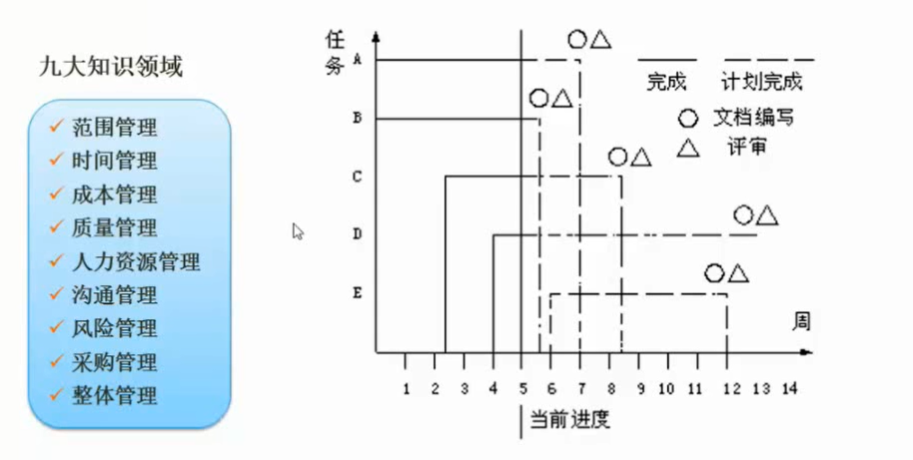 九大知识领域
范围管理
时间管理
成本管理
质量管理
人力资源管理
沟通管理
风险管理
采购管理
整体管理
任务
A
B
C
D
E
完成 计划完成
文档编写
评审
周
1 2 3 4 5 6 7 8 9 10 11 12 13 14
当前进度